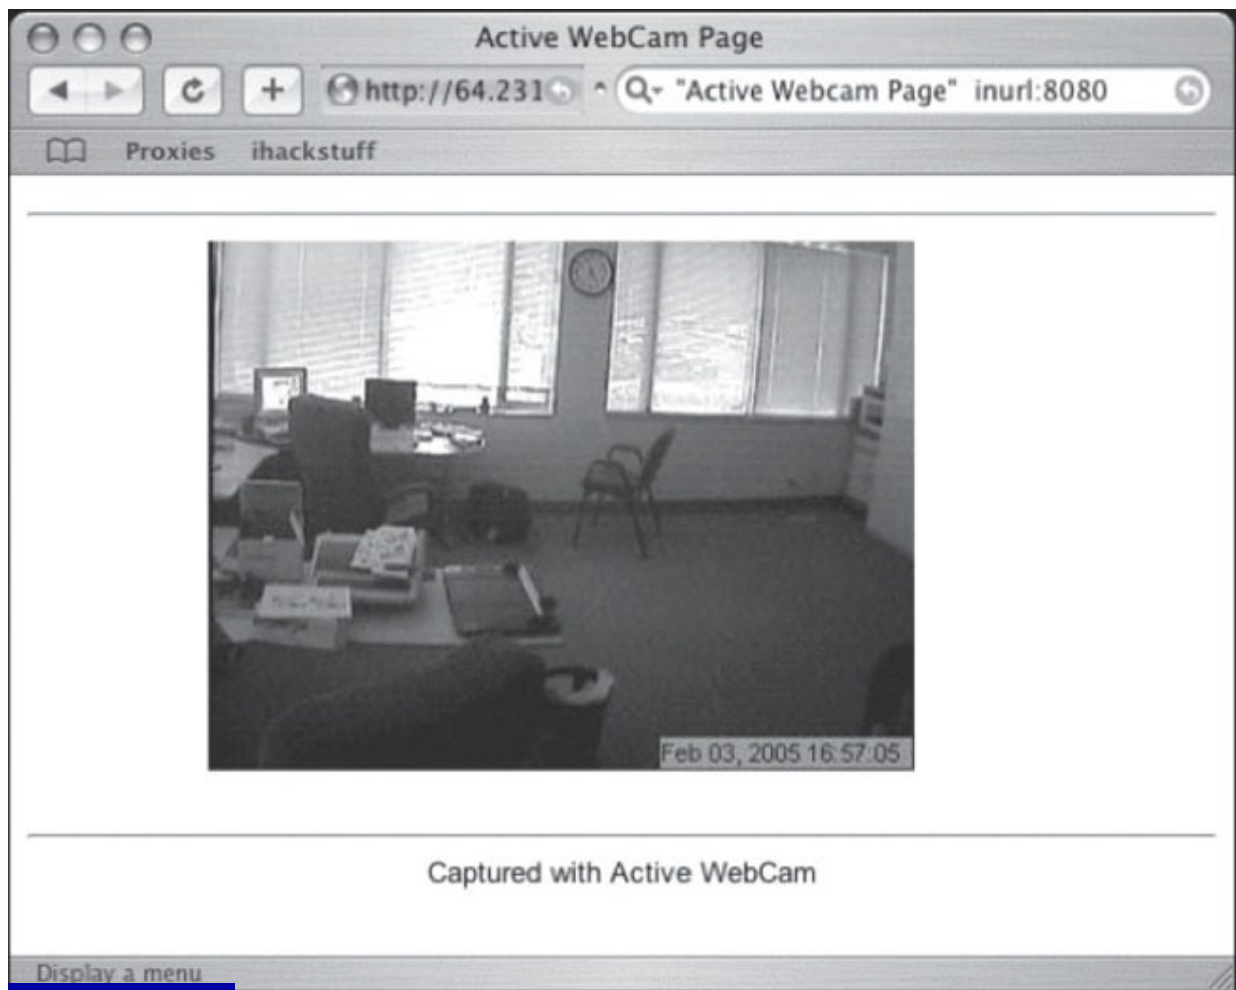 Active WebCam Page
http://64.231 "Active Webcam Page" inurl:8080
Proxies ihackstuff
Feb 03, 2005 16:57:05
Captured with Active WebCam
Display a menu